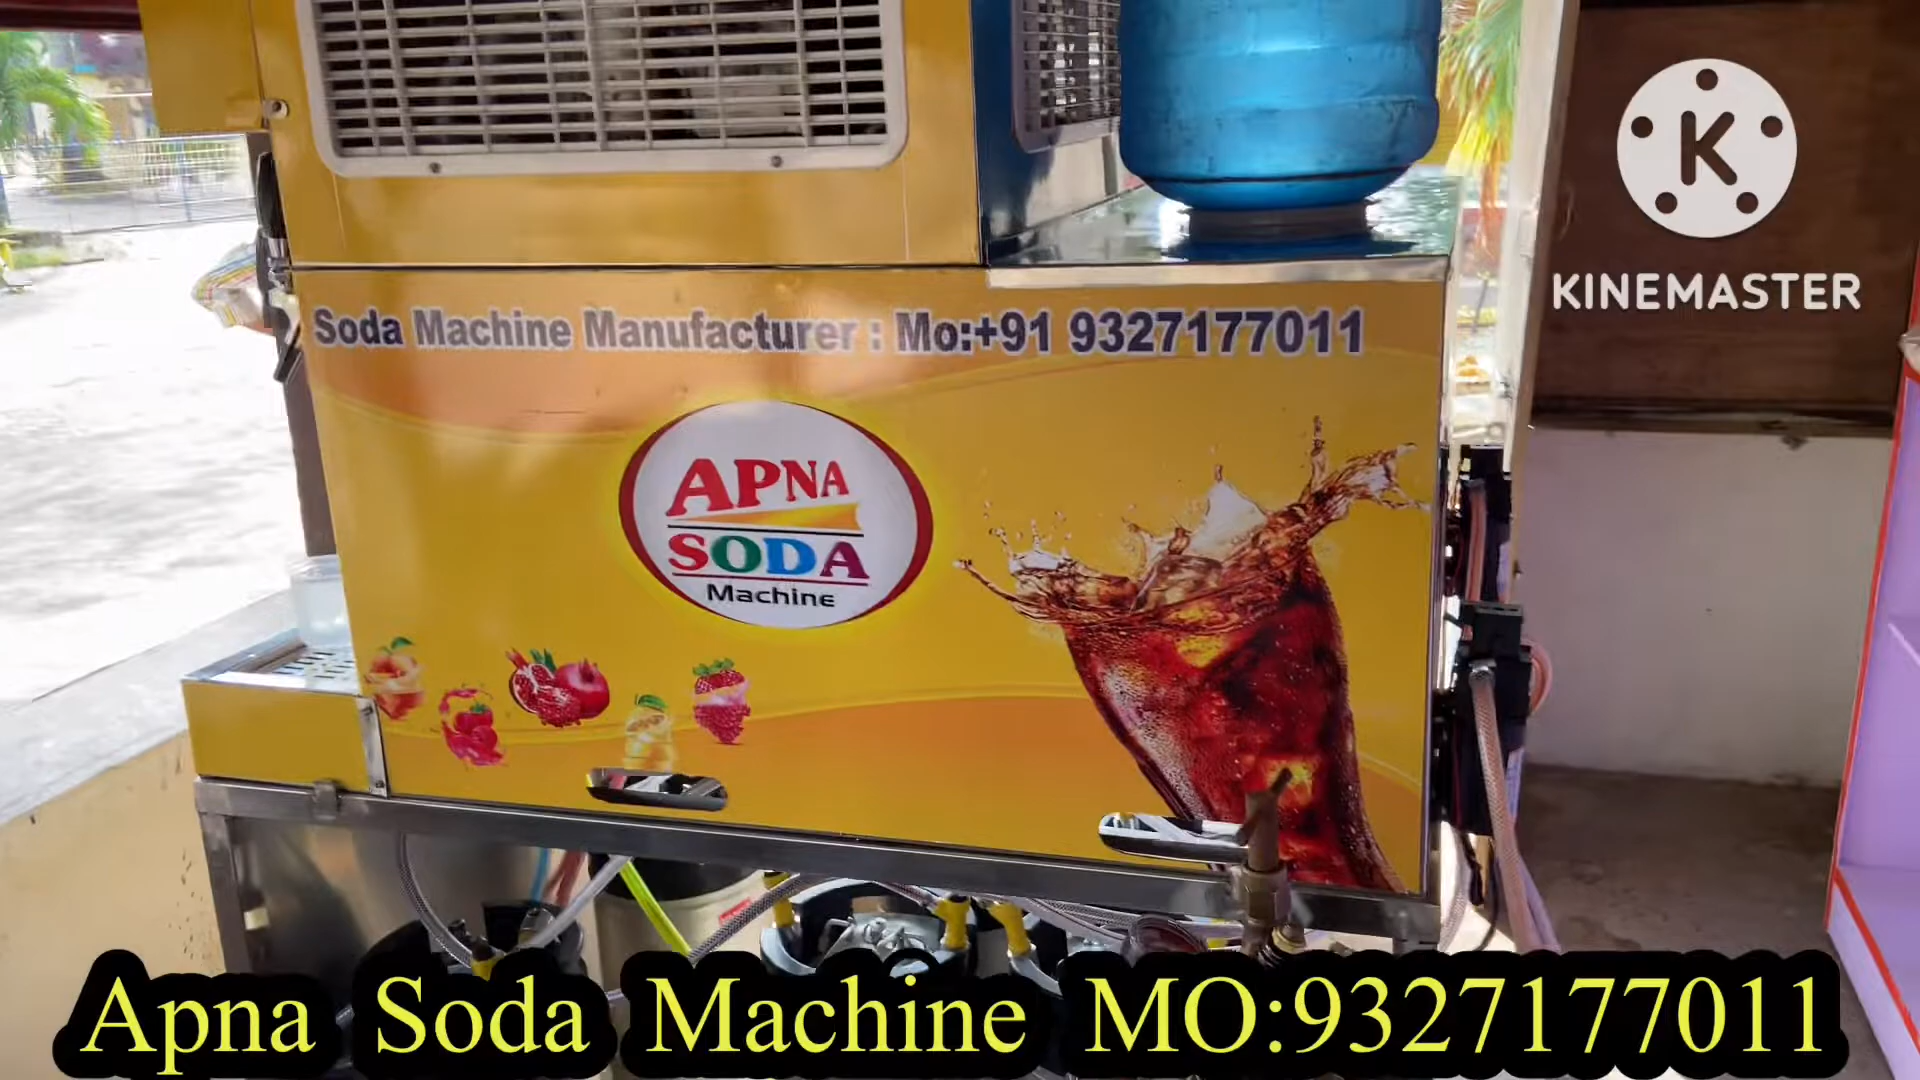 K
KINEMASTER
Soda Machine Manufacturer : Mo:+91 9327177011
APNA
SODA
Machine
Apna Soda Machine MO:9327177011